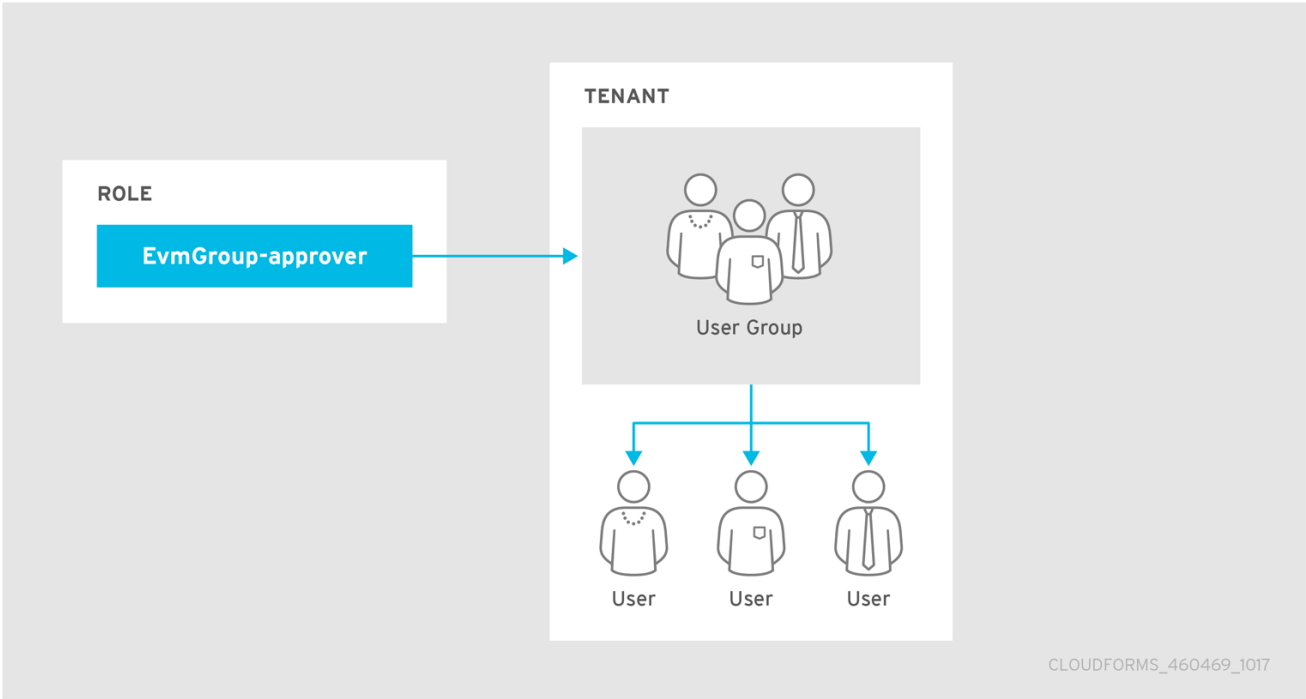 TENANT
ROLE
EvmGroup-approver
User Group
User
User
User
CLOUDFORMS_460469_1017